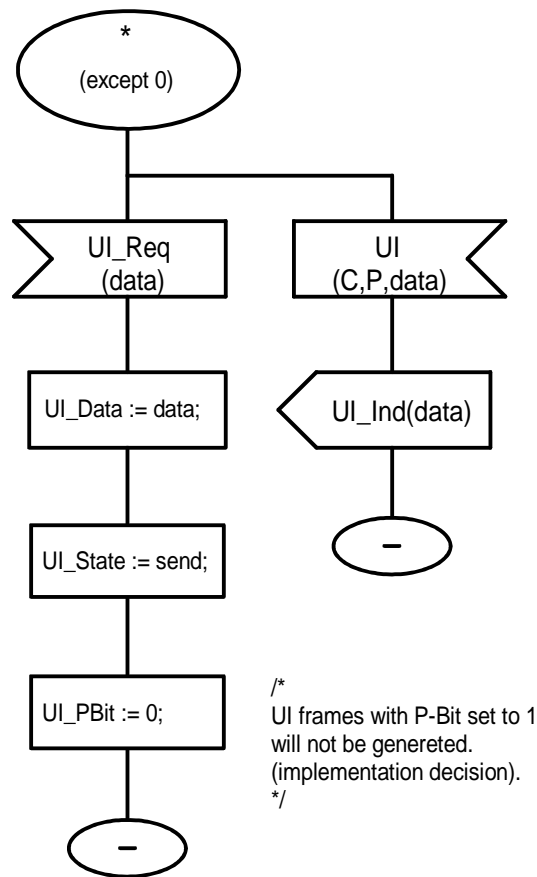 *
(except 0)
UI_Req
(data)
UI
(C,P,data)
UI_Data := data;
UI_Ind(data)
UI_State := send;
–
UI_PBit := 0;
/*
UI frames with P-Bit set to 1
will not be genereted.
(implementation decision).
*/
–